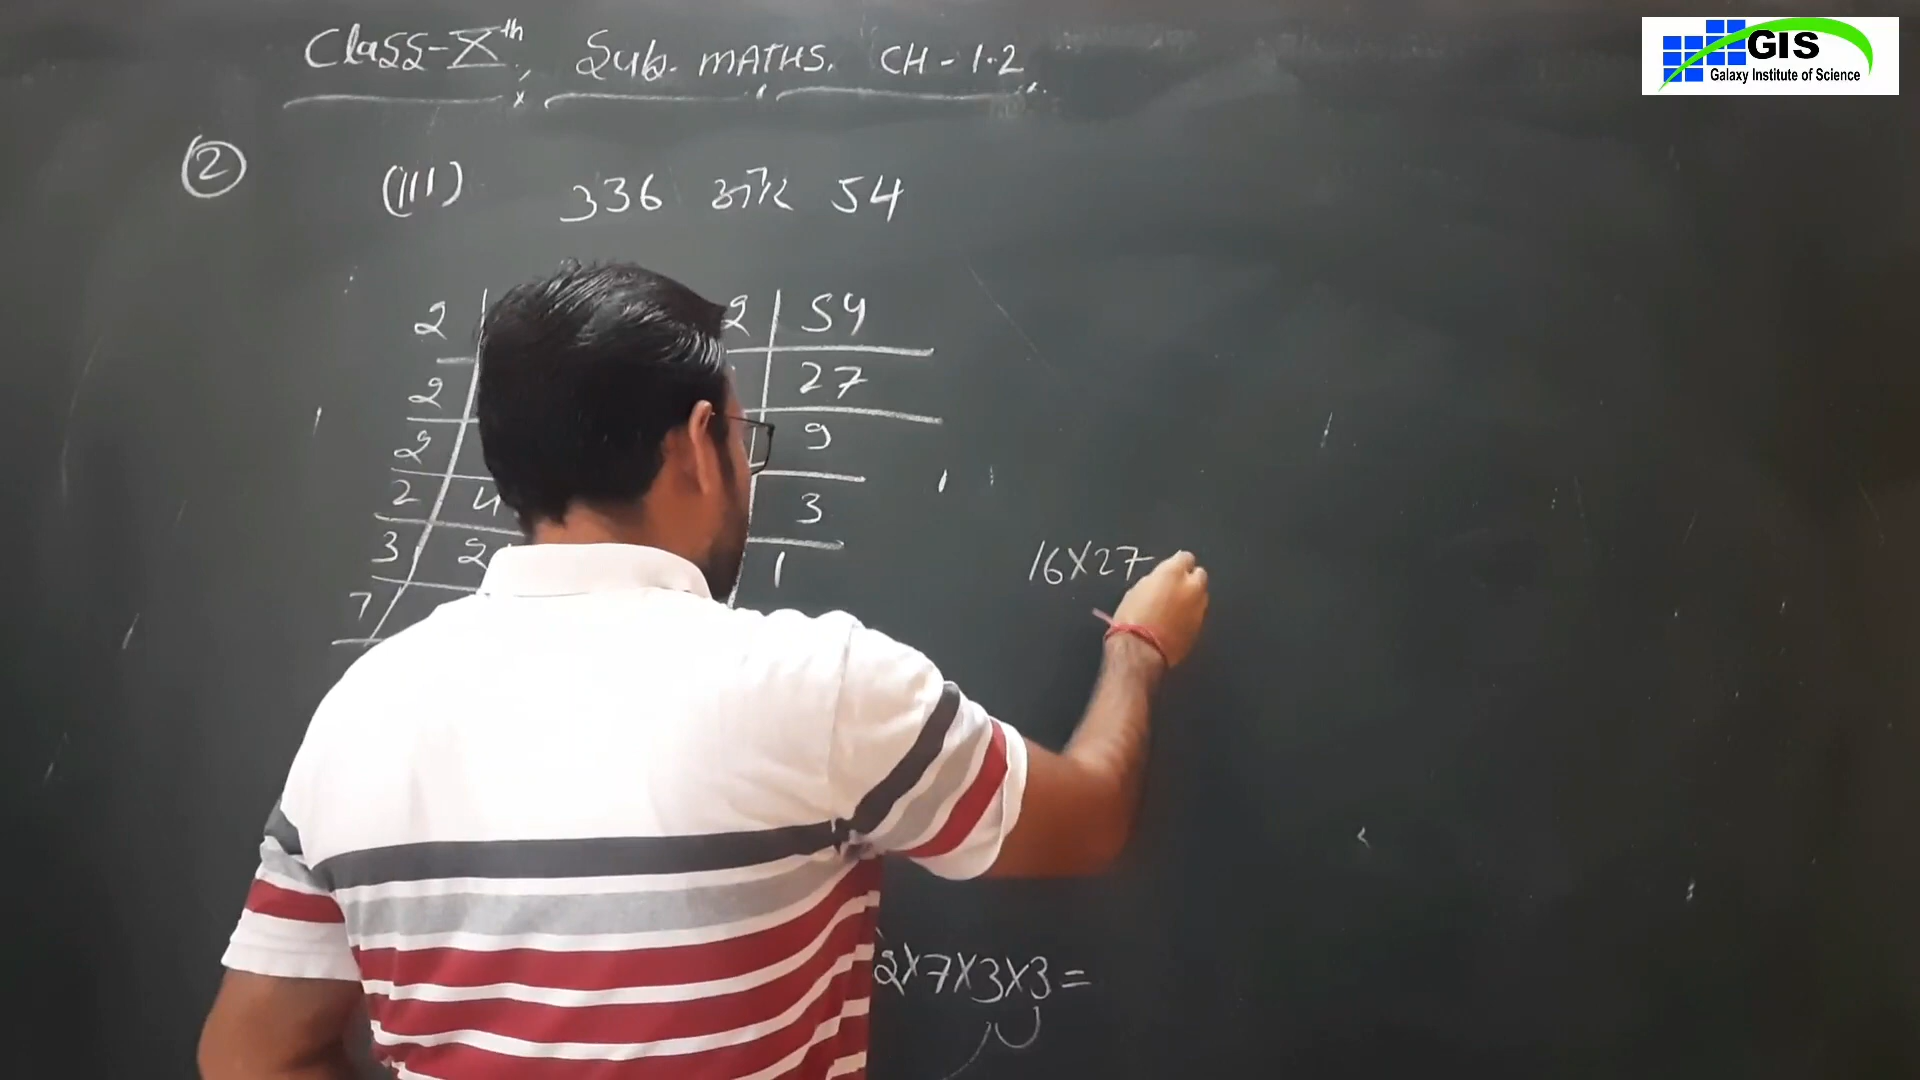 Class-Xth, Sub. MATHS. CH-1.2
GIS
Galaxy Institute of Science
2 (III) 336 और 54
2 2 54
2 27
2 9
2 4 3
3 2 1
7
16X27
2X7X3X3=